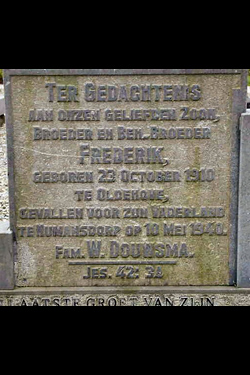 TER GEDACHTENIS
AAN ONZEN GELIEFDEN ZOON,
BROEDER EN BEH. BROEDER
FREDERIK,
GEBOREN 23 OCTOBER 1910
TE OLDEHOVE,
GEVALLEN VOOR ZIJN VADERLAND
TE NUMANSDORP OP 10 MEI 1940.
FAM. W. DOUWSMA.
JES. 42: 3A
LAATSTE GROET VAN ZIJN